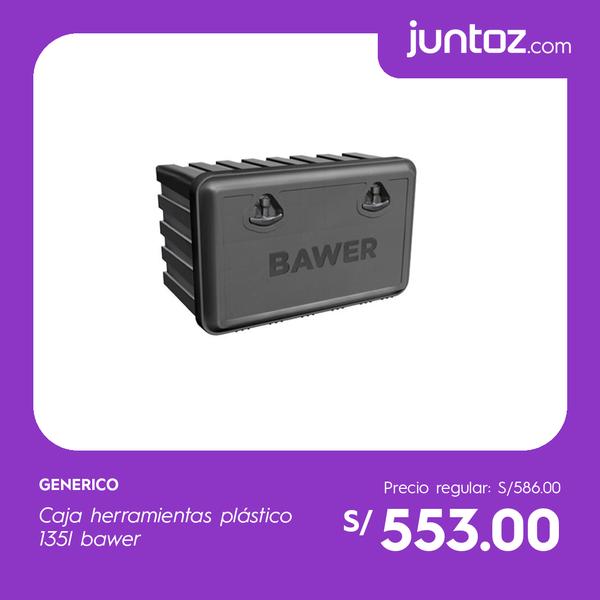 juntoz.com
BAWER
GENERICO
Caja herramientas plástico
135l bawer
Precio regular: S/586.00
S/ 553.00